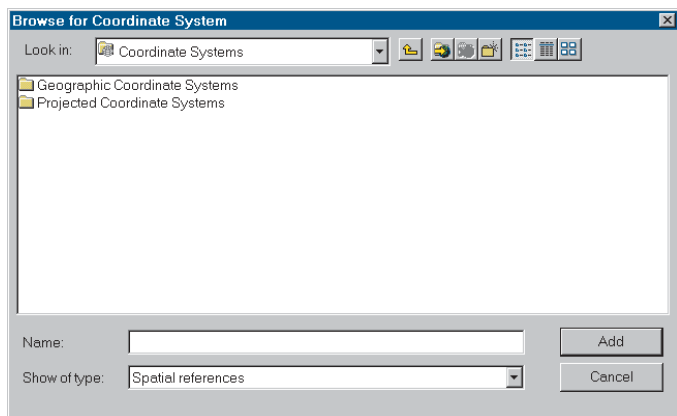 Browse for Coordinate System
Look in: Coordinate Systems
Geographic Coordinate Systems
Projected Coordinate Systems
Name: Add
Show of type: Spatial references Cancel